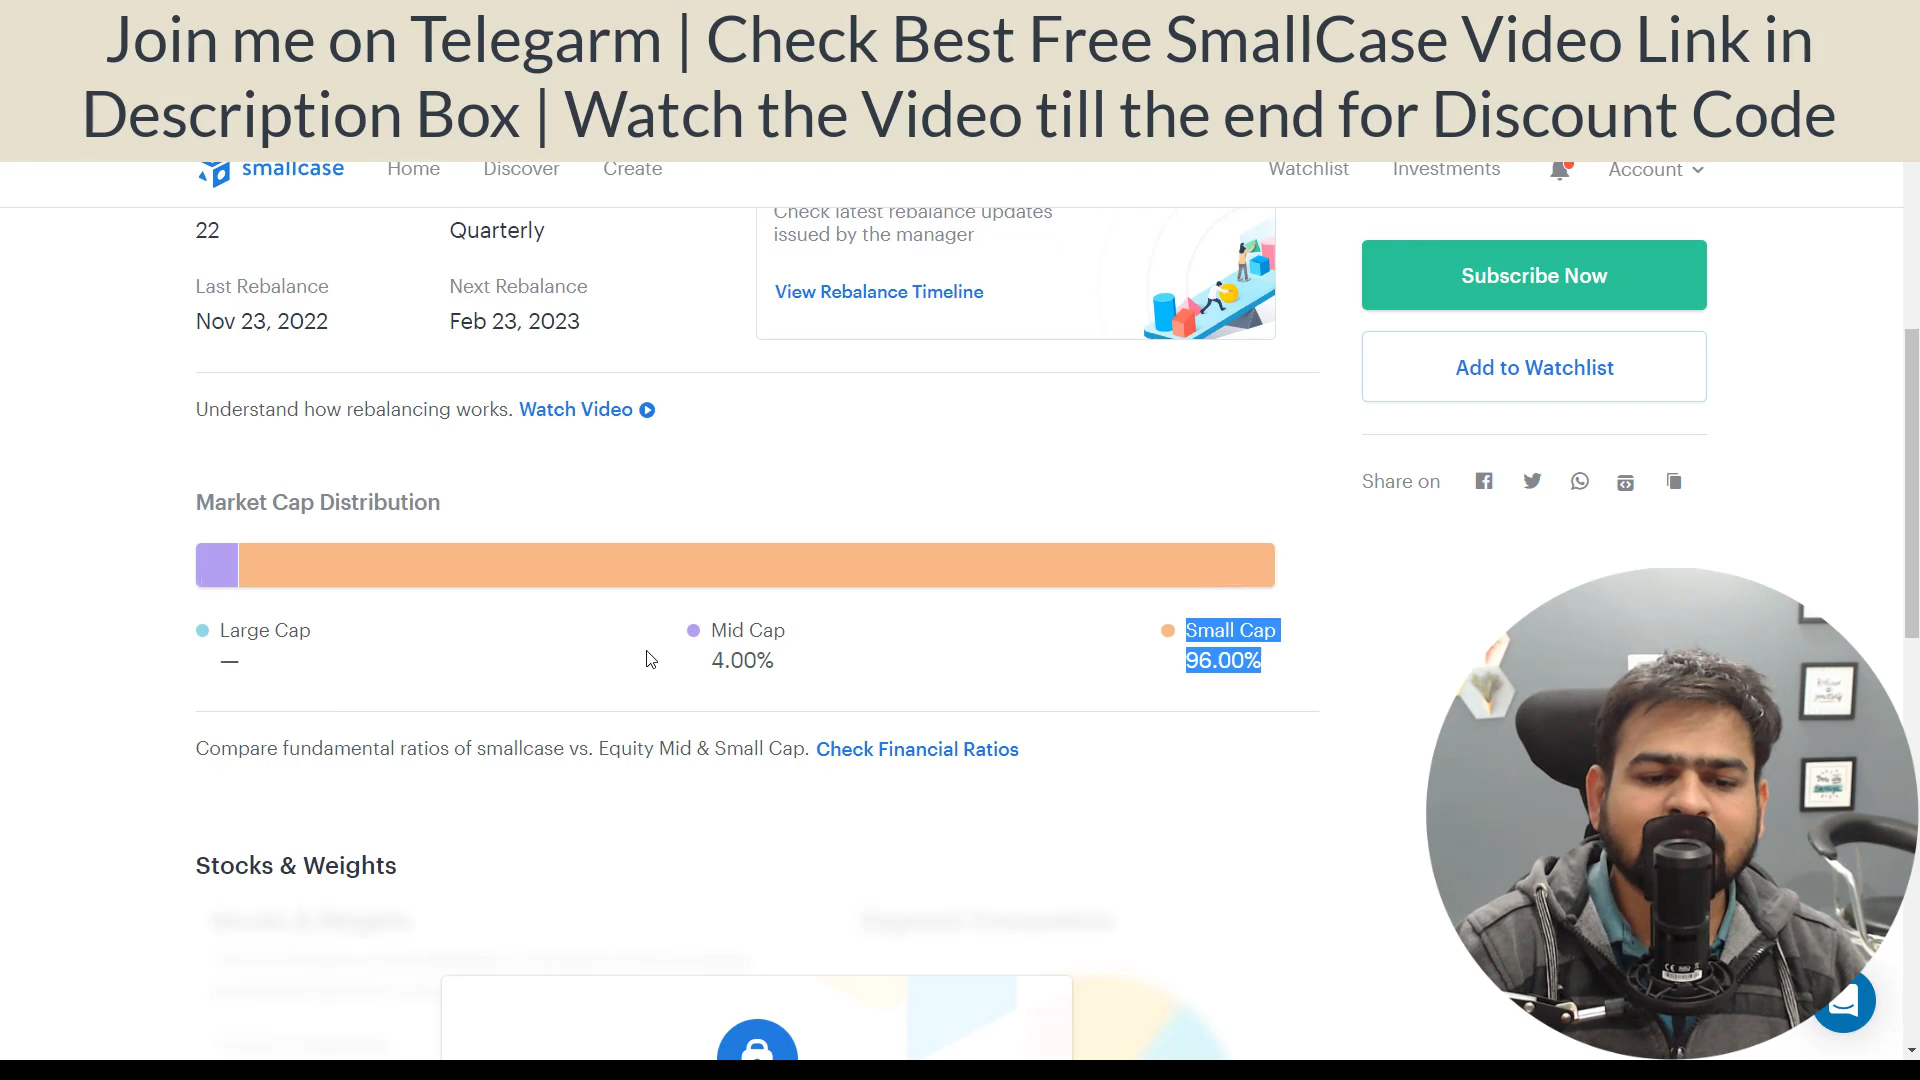 Join me on Telegarm | Check Best Free SmallCase Video Link in
Description Box | Watch the Video till the end for Discount Code
smallcase Home Discover Create Watchlist Investments Account
22 Quarterly
Check latest rebalance updates
issued by the manager
View Rebalance Timeline
Last Rebalance Next Rebalance
Nov 23, 2022 Feb 23, 2023
Subscribe Now
Add to Watchlist
Understand how rebalancing works. Watch Video
Share on
Market Cap Distribution
Large Cap Mid Cap Small Cap
— 4.00% 96.00%
Compare fundamental ratios of smallcase vs. Equity Mid & Small Cap. Check Financial Ratios
Stocks & Weights